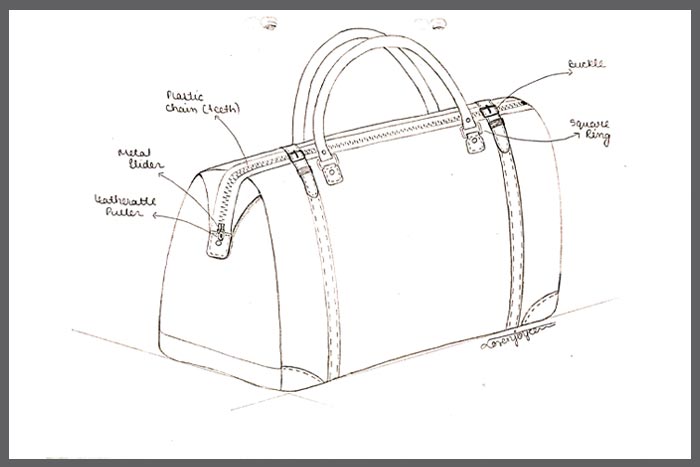 Buckle
Plastic
Chain (teeth)
Square
Ring
Metal
Slider
Leatherette
Puller